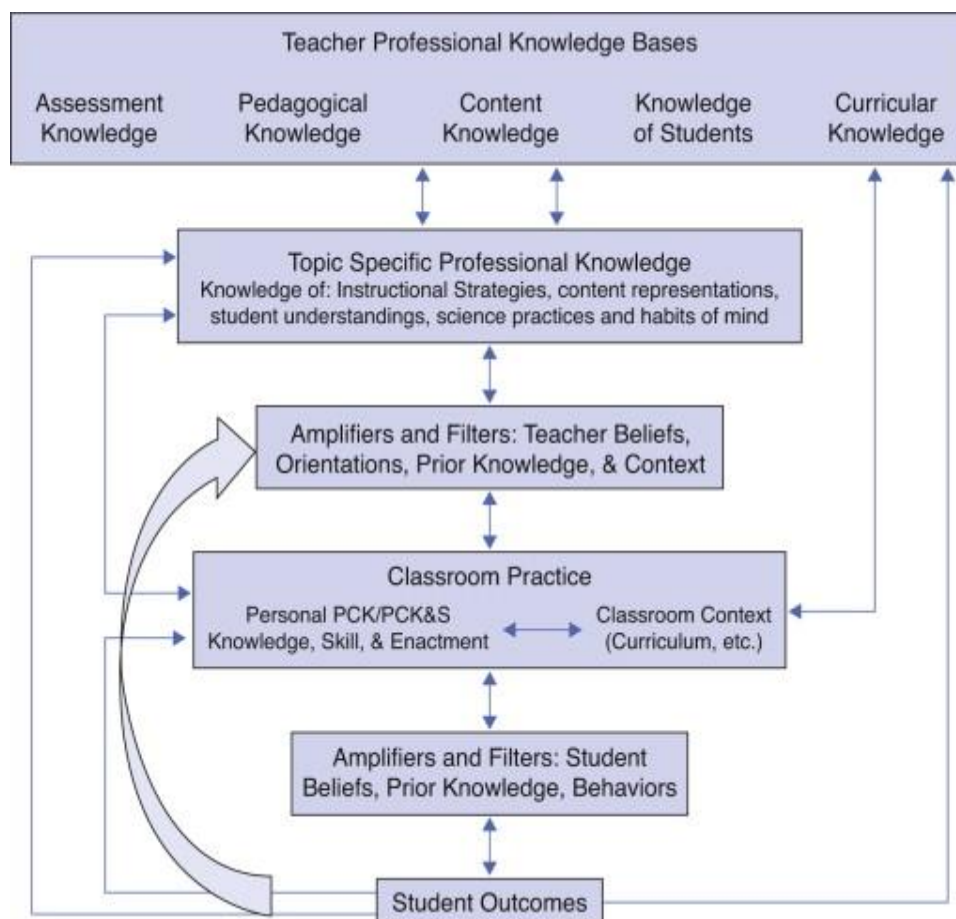 Teacher Professional Knowledge Bases
Assessment Knowledge
Pedagogical Knowledge
Content Knowledge
Knowledge of Students
Curricular Knowledge
Topic Specific Professional Knowledge
Knowledge of: Instructional Strategies, content representations,
student understandings, science practices and habits of mind
Amplifiers and Filters: Teacher Beliefs,
Orientations, Prior Knowledge, & Context
Classroom Practice
Personal PCK/PCK&S
Knowledge, Skill, & Enactment
Classroom Context
(Curriculum, etc.)
Amplifiers and Filters: Student
Beliefs, Prior Knowledge, Behaviors
Student Outcomes